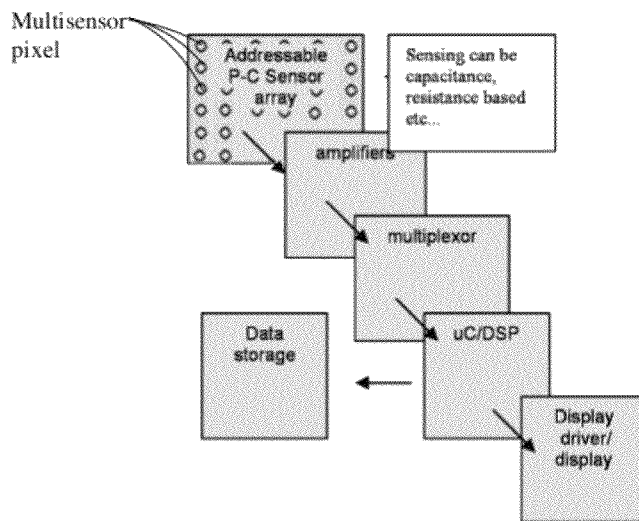 Multisensor
pixel
Addressable
P-C Sensor
array
Sensing can be
capacitance,
resistance based
etc...
amplifiers
multiplexor
uC/DSP
Data
storage
Display
driver/
display